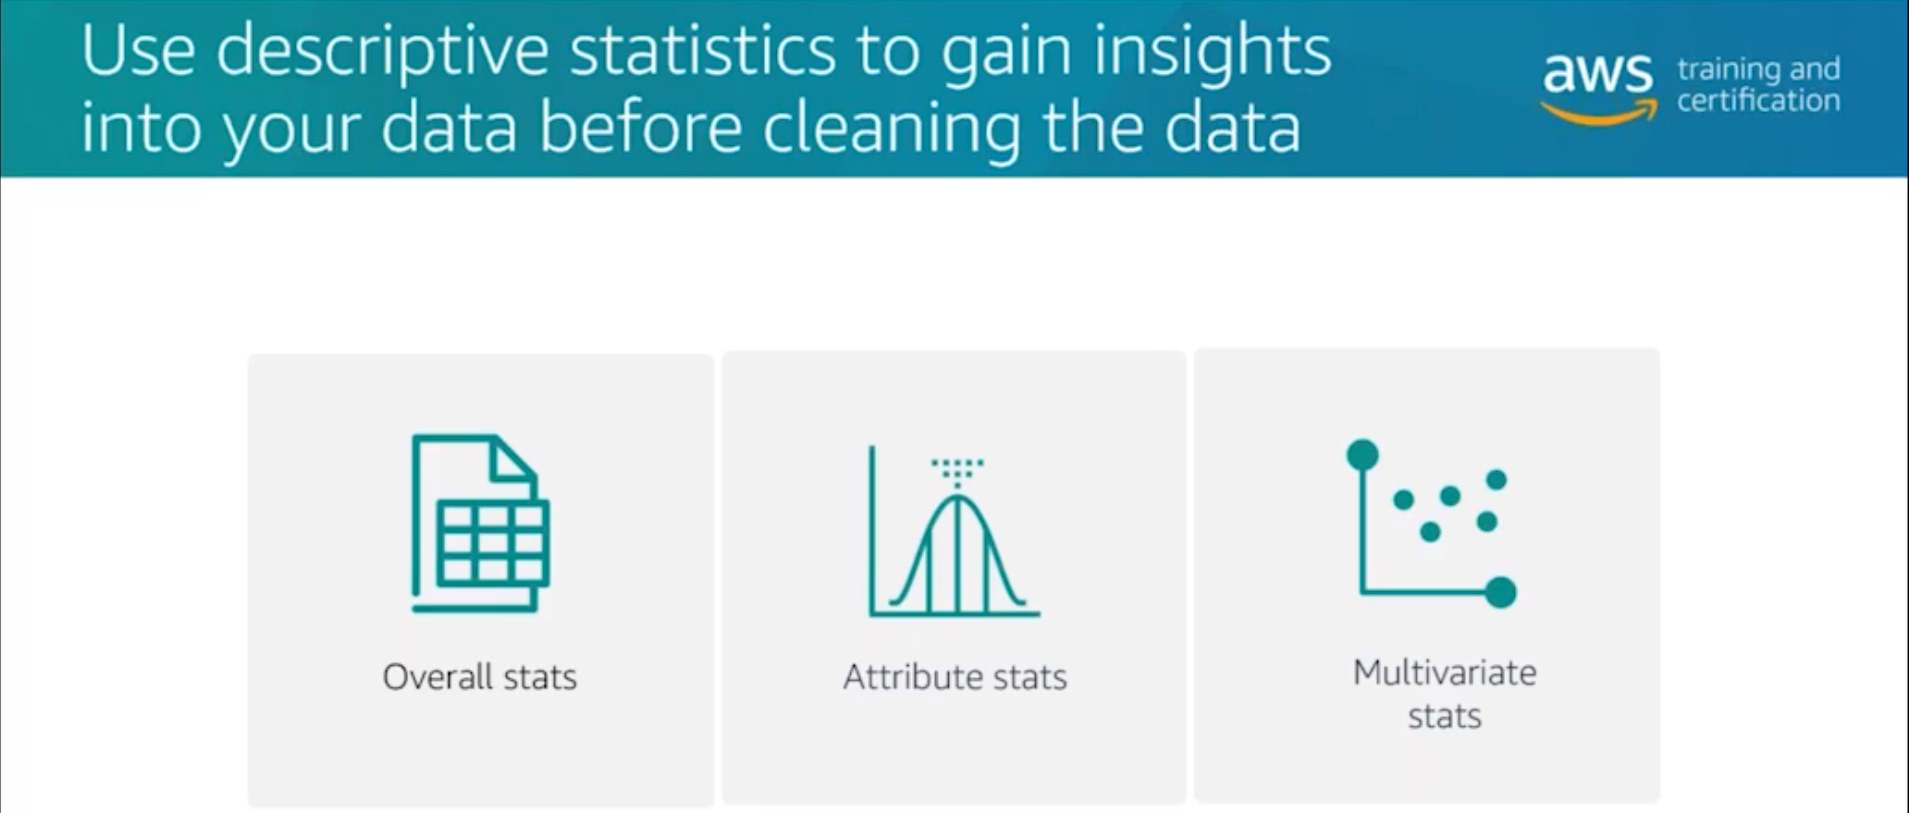 Use descriptive statistics to gain insights
into your data before cleaning the data
aws
training and
certification
Overall stats
Attribute stats
Multivariate
stats